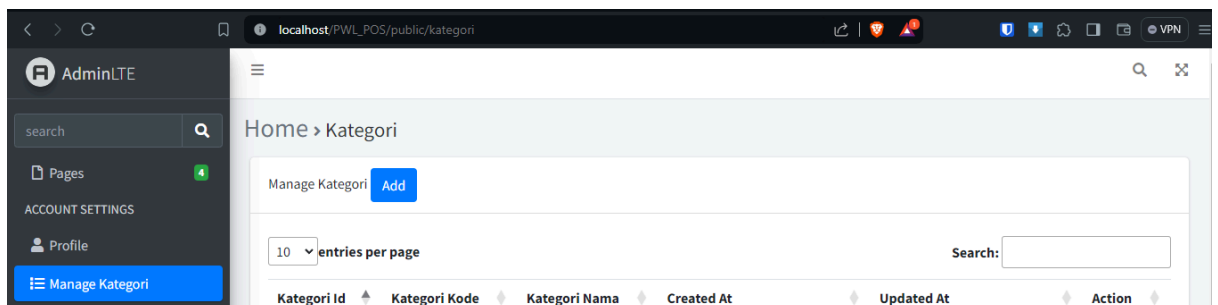 localhost/PWL_POS/public/kategori
VPN
AdminLTE
search
Pages
4
ACCOUNT SETTINGS
Profile
Manage Kategori
Home › Kategori
Manage Kategori Add
10 entries per page
Search:
Kategori Id Kategori Kode Kategori Nama Created At Updated At Action